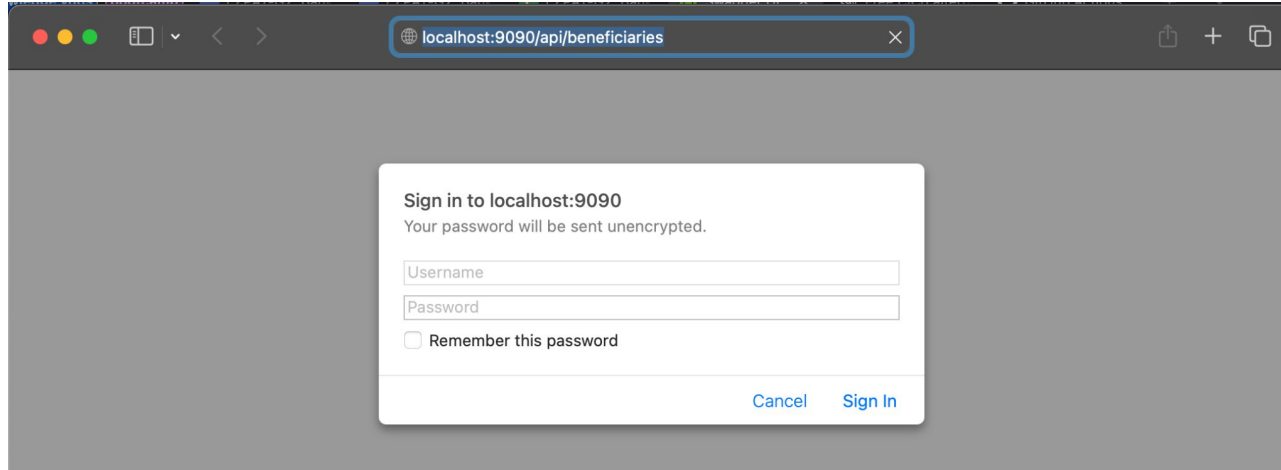 localhost:9090/api/beneficiaries
Sign in to localhost:9090
Your password will be sent unencrypted.
Username
Password
Remember this password
Cancel Sign In